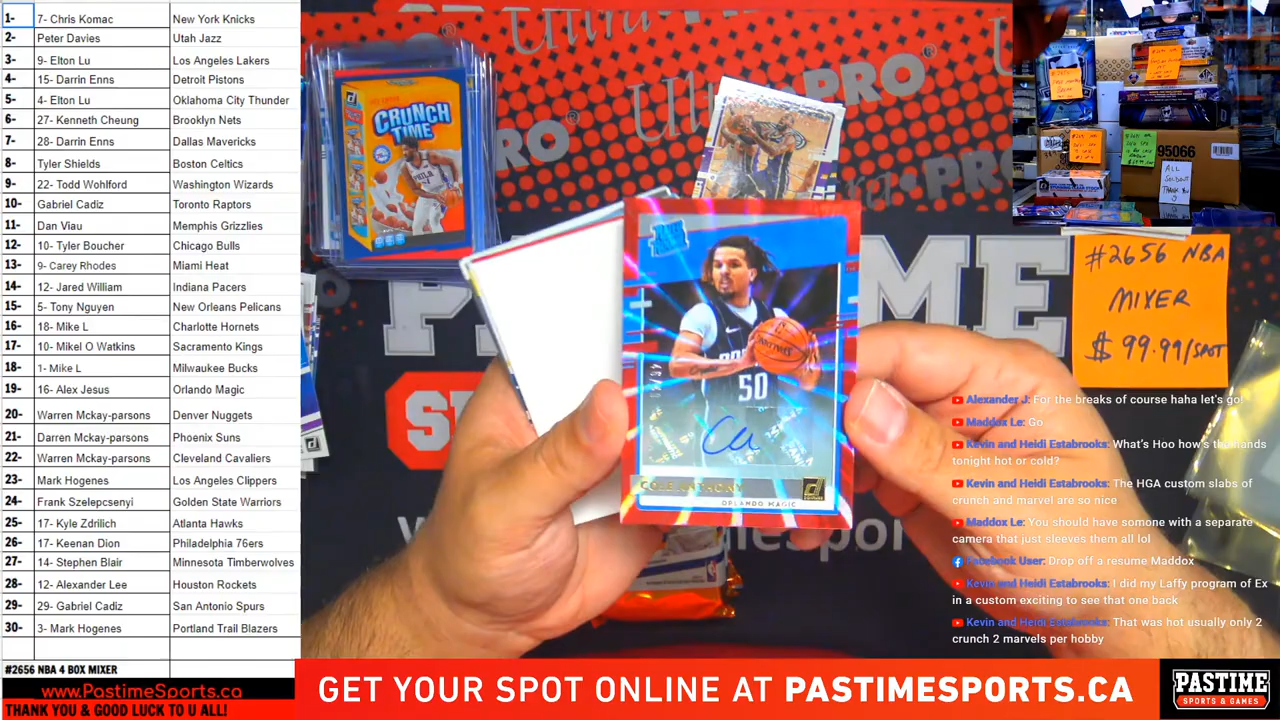 1- 7- Chris Komac New York Knicks
2- Peter Davies Utah Jazz
3- 9- Elton Lu Los Angeles Lakers
4- 15- Darrin Enns Detroit Pistons
5- 4- Elton Lu Oklahoma City Thunder
6- 27- Kenneth Cheung Brooklyn Nets
7- 28- Darrin Enns Dallas Mavericks
8- Tyler Shields Boston Celtics
9- 22- Todd Wohlford Washington Wizards
10- Gabriel Cadiz Toronto Raptors
11- Dan Viau Memphis Grizzlies
12- 10- Tyler Boucher Chicago Bulls
13- 9- Carey Rhodes Miami Heat
14- 12- Jared William Indiana Pacers
15- 5- Tony Nguyen New Orleans Pelicans
16- 18- Mike L Charlotte Hornets
17- 10- Mikel O Watkins Sacramento Kings
18- 1- Mike L Milwaukee Bucks
19- 16- Alex Jesus Orlando Magic
20- Warren Mckay-parsons Denver Nuggets
21- Darren Mckay-parsons Phoenix Suns
22- Warren Mckay-parsons Cleveland Cavaliers
23- Mark Hogenes Los Angeles Clippers
24- Frank Szelepcsenyi Golden State Warriors
25- 17- Kyle Zdrilich Atlanta Hawks
26- 17- Keenan Dion Philadelphia 76ers
27- 14- Stephen Blair Minnesota Timberwolves
28- 12- Alexander Lee Houston Rockets
29- 29- Gabriel Cadiz San Antonio Spurs
30- 3- Mark Hogenes Portland Trail Blazers
#2656 NBA 4 BOX MIXER
www.PastimeSports.ca
THANK YOU & GOOD LUCK TO U ALL!
CRUNCH
TIME
PHILA
PRO
50
COLE ANTHONY
ORLANDO MAGIC
95066
ALL
SOLDOUT
THANK
YOU
#2656 NBA
MIXER
$99.99/SPOT
Alexander J: For the breaks of course haha let's go!
Maddox Le: Go
Kevin and Heidi Estabrooks: What's Hoo how's the hands
tonight hot or cold?
Kevin and Heidi Estabrooks: The HGA custom slabs of
crunch and marvel are so nice
Maddox Le: You should have somone with a separate
camera that just sleeves them all lol
Facebook User: Drop off a resume Maddox
Kevin and Heidi Estabrooks: I did my Laffy program of Ex
in a custom exciting to see that one back
Kevin and Heidi Estabrooks: That was hot usually only 2
crunch 2 marvels per hobby
GET YOUR SPOT ONLINE AT PASTIMESPORTS.CA
PASTIME
SPORTS & GAMES